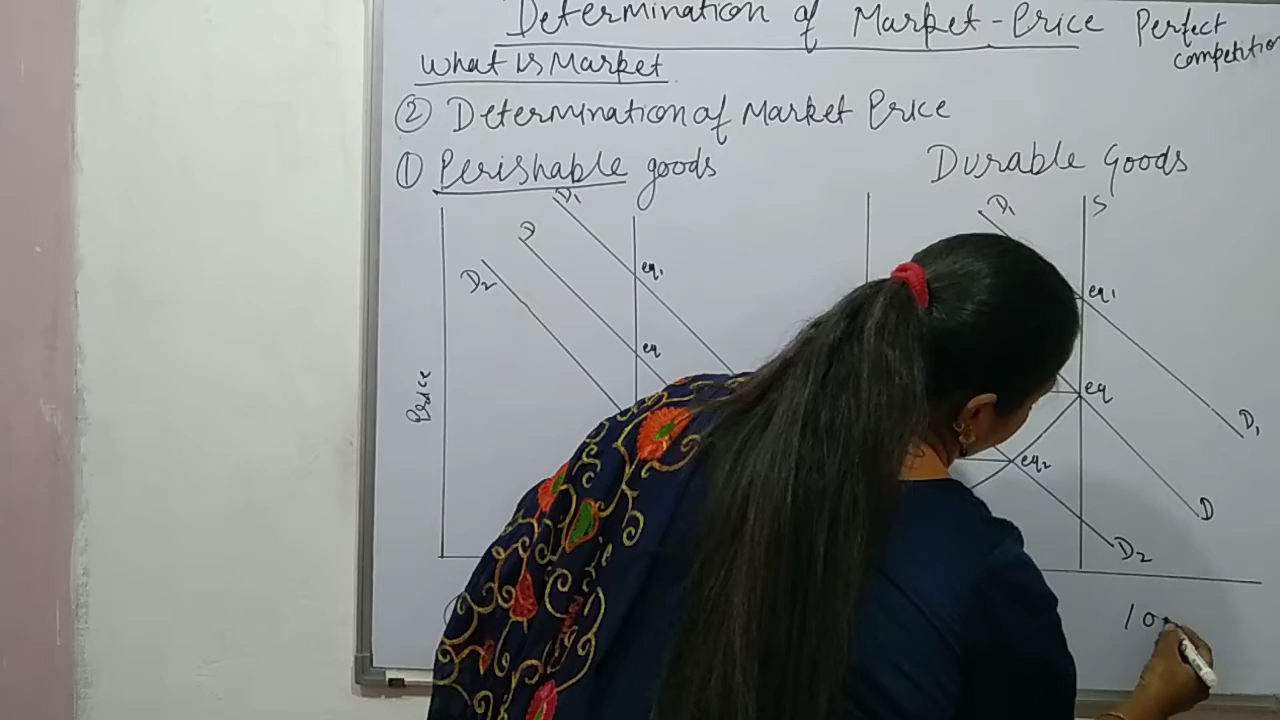 Determination of Market-Price Perfect
competition
What is Market
② Determination of Market Price
① Perishable goods
Durable Goods
D1
D
D2
eq1
eq
Price
D1
S
eq1
eq
eq2
D1
D
D2
10